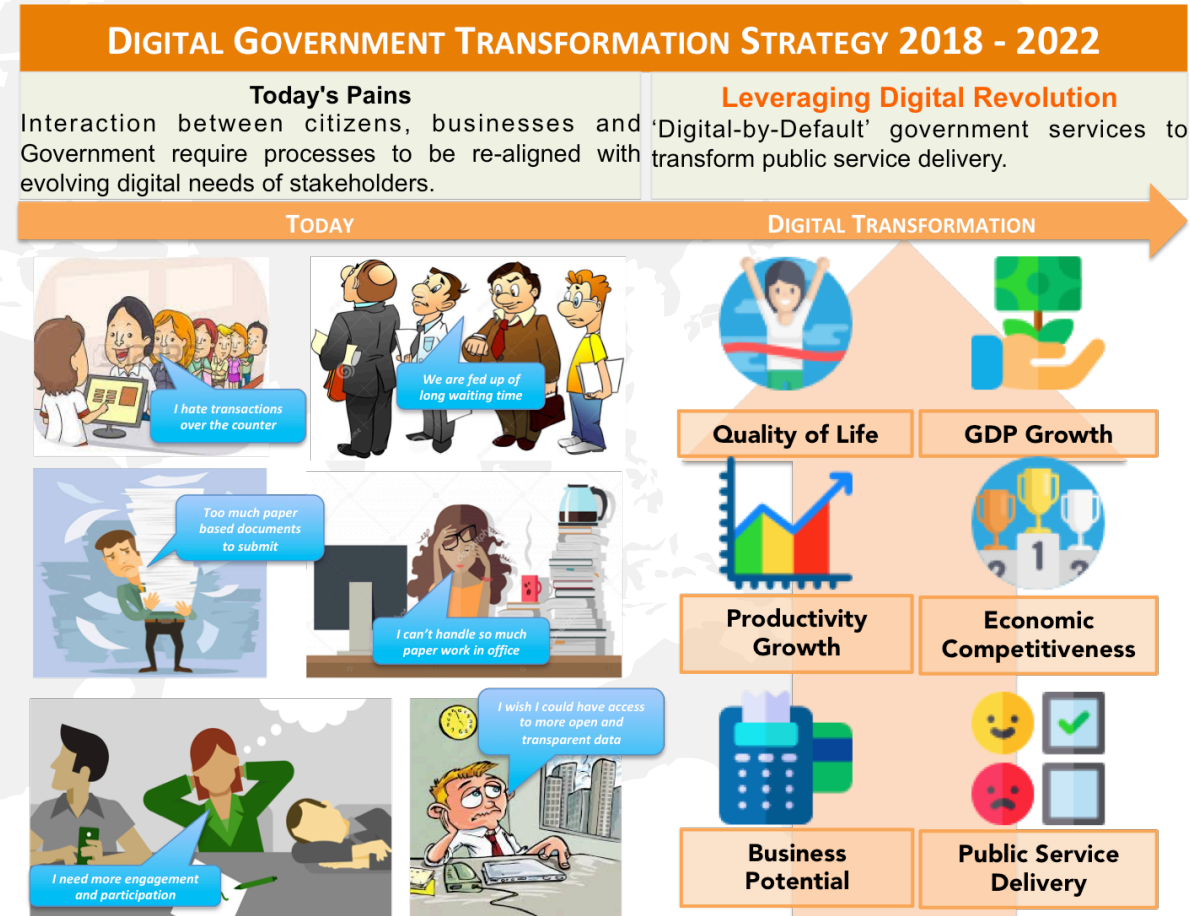 DIGITAL GOVERNMENT TRANSFORMATION STRATEGY 2018 - 2022
Today's Pains
Interaction between citizens, businesses and
Government require processes to be re-aligned with
evolving digital needs of stakeholders.
Leveraging Digital Revolution
‘Digital-by-Default’ government services to
transform public service delivery.
TODAY
DIGITAL TRANSFORMATION
I hate transactions
over the counter
We are fed up of
long waiting time
Too much paper
based documents
to submit
I can’t handle so much
paper work in office
I need more engagement
and participation
I wish I could have access
to more open and
transparent data
Quality of Life
GDP Growth
1
2
3
Productivity
Growth
Economic
Competitiveness
Business
Potential
Public Service
Delivery